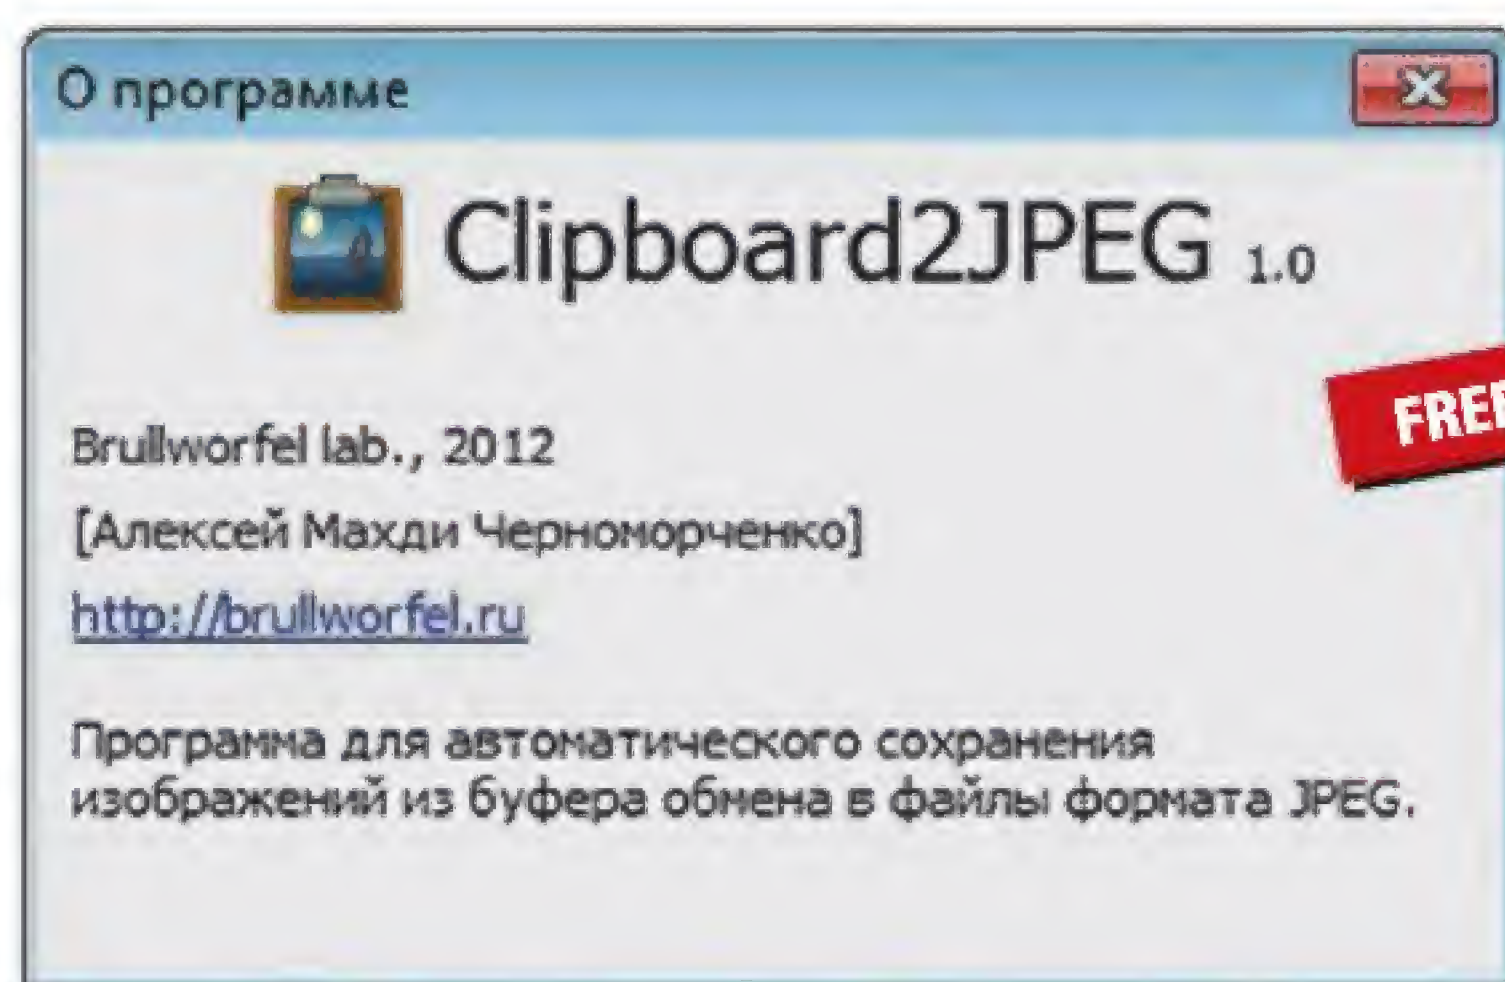 О программе
Clipboard2JPEG 1.0
FREE
Brullworfel lab., 2012
[Алексей Махди Черноморченко]
http://brullworfel.ru
Программа для автоматического сохранения
изображений из буфера обмена в файлы формата JPEG.